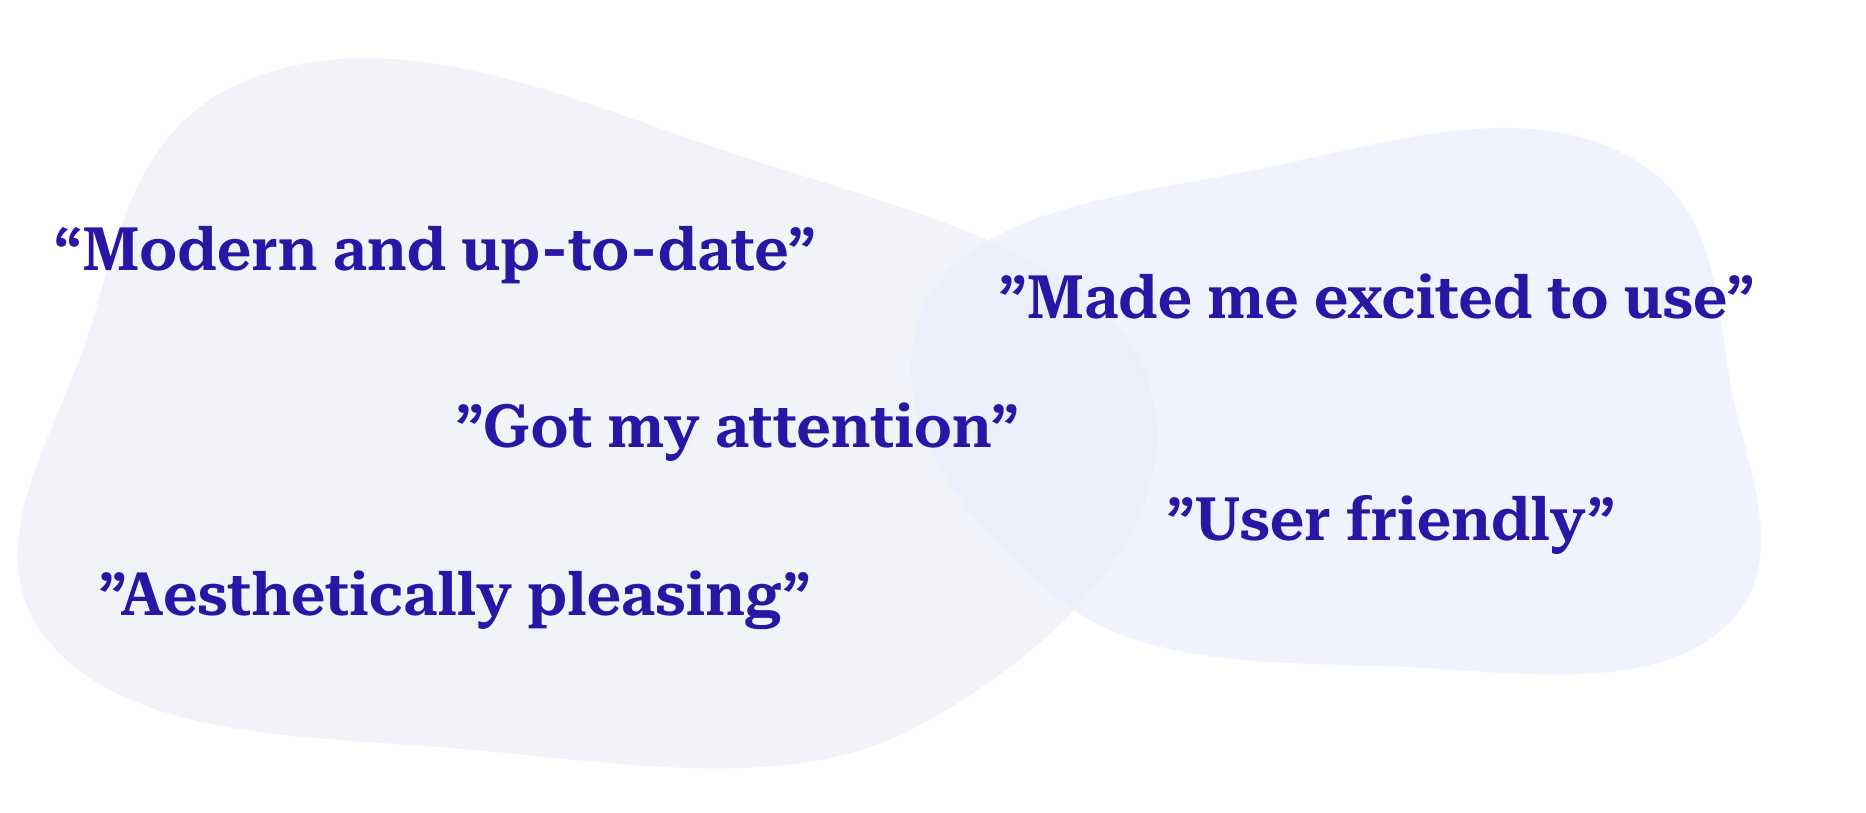 “Modern and up-to-date”
”Made me excited to use”
”Got my attention”
”User friendly”
”Aesthetically pleasing”